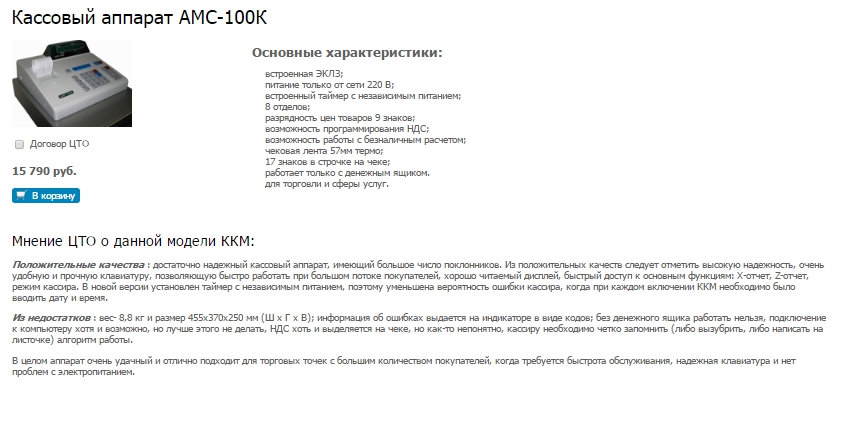 Кассовый аппарат АМС-100К
Основные характеристики:
встроенная ЭКЛЗ;
питание только от сети 220 В;
встроенный таймер с независимым питанием;
8 отделов;
разрядность цен товаров 9 знаков;
возможность программирования НДС;
возможность работы с безналичным расчетом;
чековая лента 57мм термо;
17 знаков в строчке на чеке;
работает только с денежным ящиком.
для торговли и сферы услуг.
Договор ЦТО
15 790 руб.
В корзину
Мнение ЦТО о данной модели ККМ:
Положительные качества : достаточно надежный кассовый аппарат, имеющий большое число поклонников. Из положительных качеств следует отметить высокую надежность, очень
удобную и прочную клавиатуру, позволяющую быстро работать при большом потоке покупателей, хорошо читаемый дисплей, быстрый доступ к основным функциям: Х-отчет, Z-отчет,
режим кассира. В новой версии установлен таймер с независимым питанием, поэтому уменьшена вероятность ошибки кассира, когда при каждом включении ККМ необходимо было
вводить дату и время.
Из недостатков : вес- 8,8 кг и размер 455х370х250 мм (Ш х Г х В); информация об ошибках выдается на индикаторе в виде кодов; без денежного ящика работать нельзя, подключение
к компьютеру хотя и возможно, но лучше этого не делать, НДС хоть и выделяется на чеке, но как-то непонятно, кассиру необходимо четко запомнить (либо вызубрить, либо написать на
листочке) алгоритм работы.
В целом аппарат очень удачный и отлично подходит для торговых точек с большим количеством покупателей, когда требуется быстрота обслуживания, надежная клавиатура и нет
проблем с электропитанием.